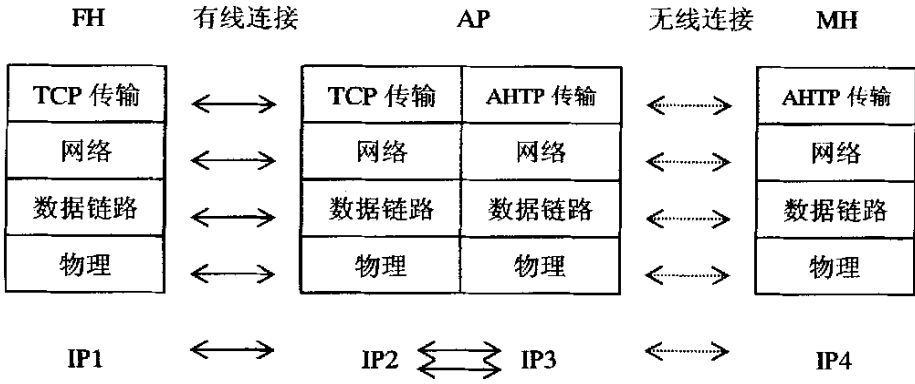 FH 有线连接 AP 无线连接 MH
TCP 传输 TCP 传输 AHTP 传输 AHTP 传输
网络 网络 网络 网络
数据链路 数据链路 数据链路 数据链路
物理 物理 物理 物理
IP1 IP2 IP3 IP4